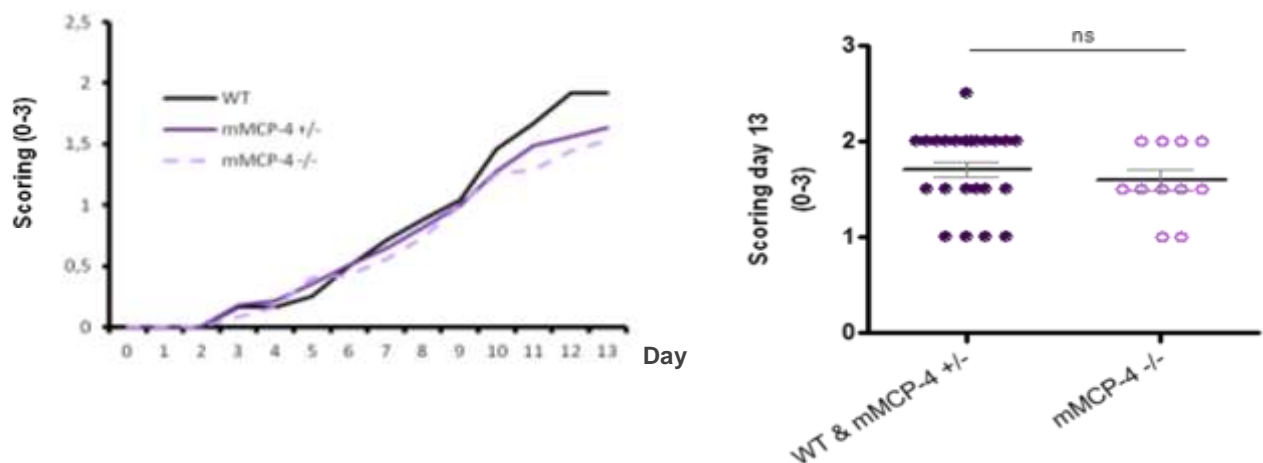 2,5
2
1,5
1
0,5
0
Scoring (0-3)
WT
mMCP-4 +/-
mMCP-4 -/-
0 1 2 3 4 5 6 7 8 9 10 11 12 13
Day
ns
3
2
1
0
Scoring day 13
(0-3)
WT & mMCP-4 +/-
mMCP-4 -/-